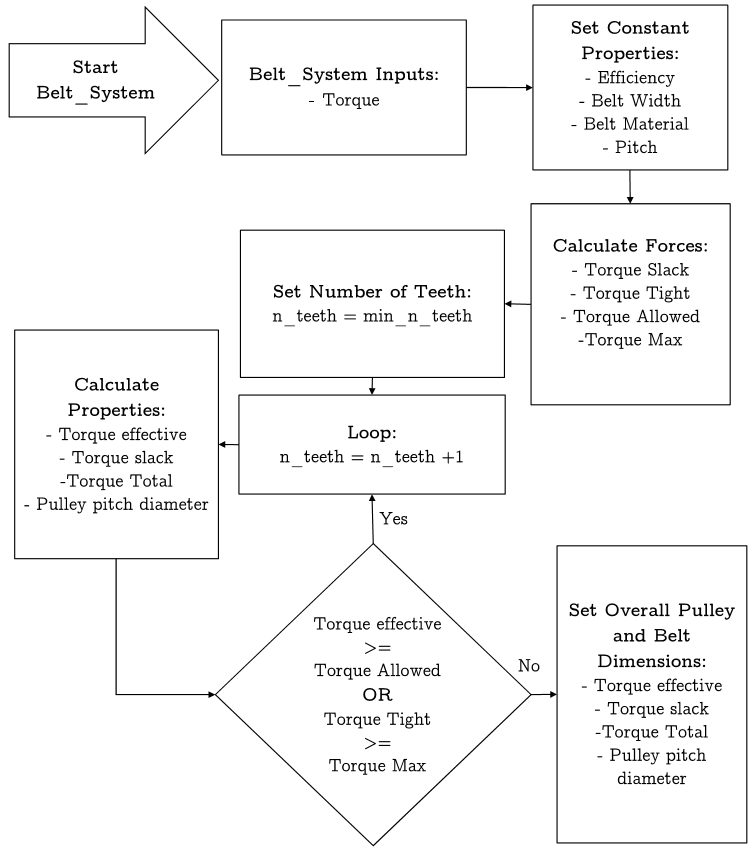 Start
Belt_System
Belt_System Inputs:
- Torque
Set Constant
Properties:
- Efficiency
- Belt Width
- Belt Material
- Pitch
Calculate Forces:
- Torque Slack
- Torque Tight
- Torque Allowed
-Torque Max
Set Number of Teeth:
n_teeth = min_n_teeth
Loop:
n_teeth = n_teeth +1
Calculate
Properties:
- Torque effective
- Torque slack
-Torque Total
- Pulley pitch diameter
Yes
Torque effective
>=
Torque Allowed
OR
Torque Tight
>=
Torque Max
No
Set Overall Pulley
and Belt
Dimensions:
- Torque effective
- Torque slack
-Torque Total
- Pulley pitch
diameter